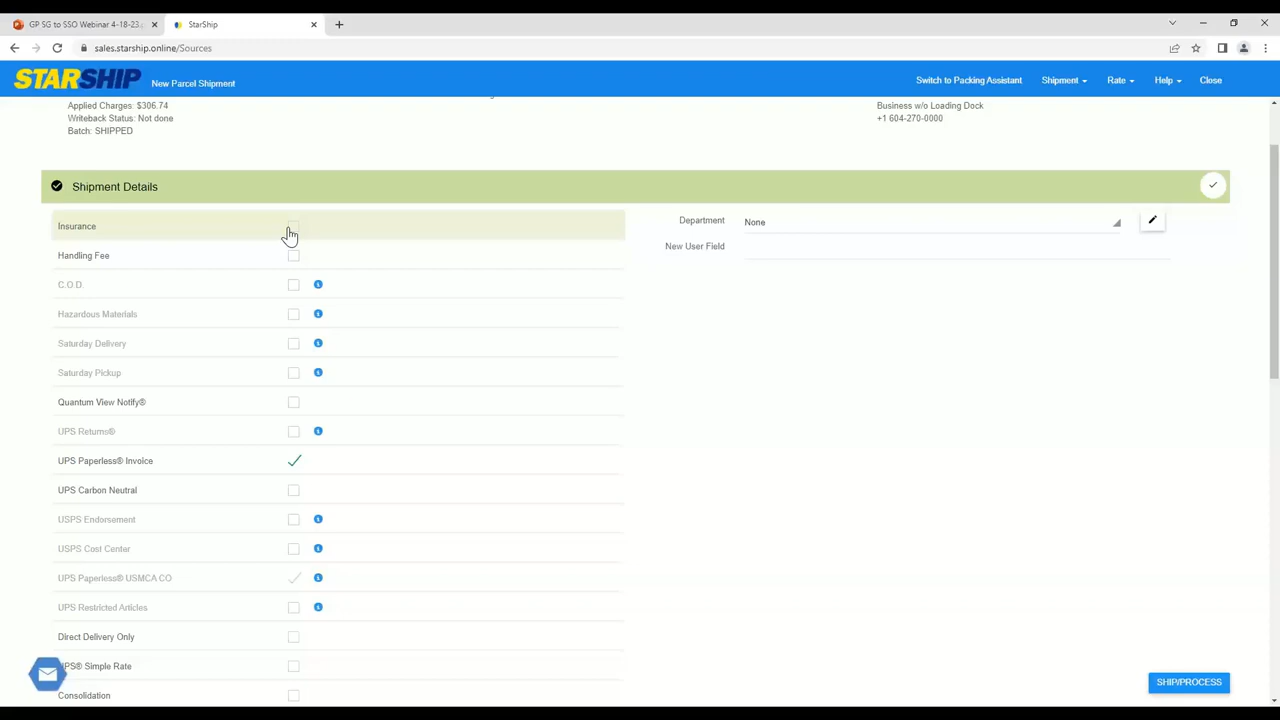 GP SG to SSO Webinar 4-18-23.
StarShip
sales.starship.online/Sources
STARSHIP New Parcel Shipment
Switch to Packing Assistant Shipment Rate Help Close
Applied Charges: $306.74
Writeback Status: Not done
Batch: SHIPPED
Business w/o Loading Dock
+1 604-270-0000
Shipment Details
Insurance
Handling Fee
C.O.D.
Hazardous Materials
Saturday Delivery
Saturday Pickup
Quantum View Notify®
UPS Returns®
UPS Paperless® Invoice
UPS Carbon Neutral
USPS Endorsement
USPS Cost Center
UPS Paperless® USMCA CO
UPS Restricted Articles
Direct Delivery Only
UPS® Simple Rate
Consolidation
Department None
New User Field
SHIP/PROCESS